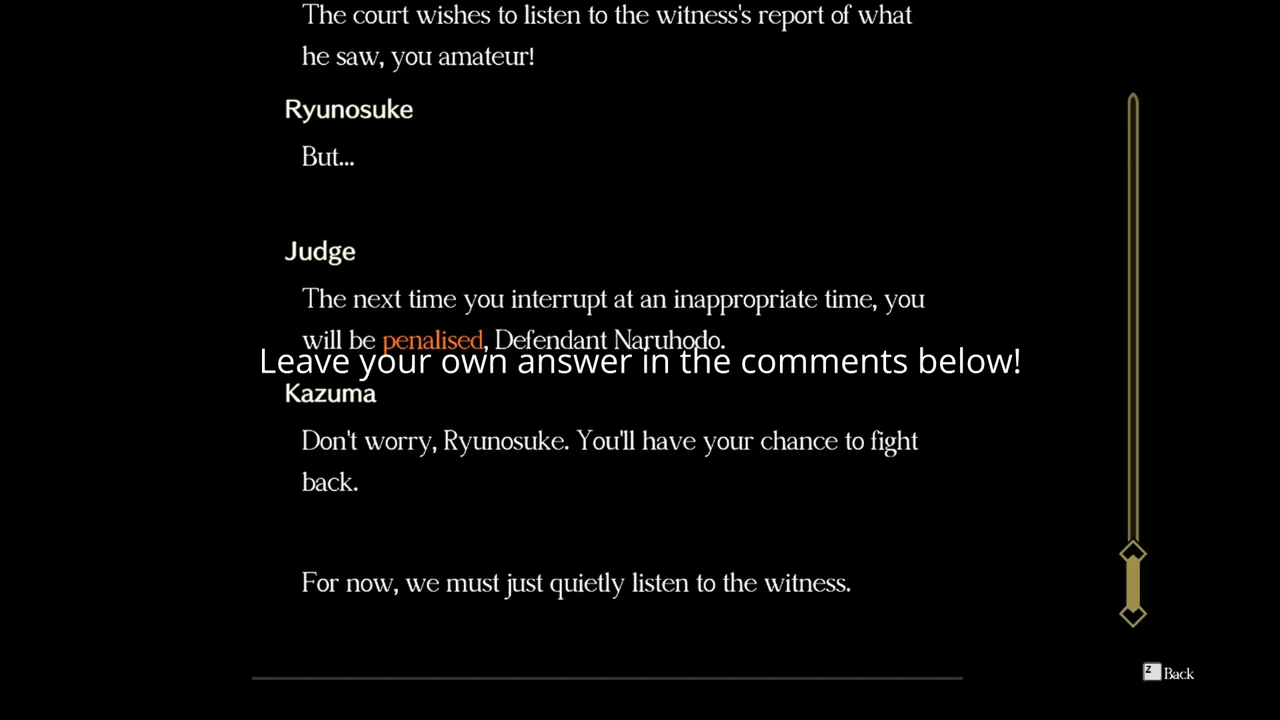 The court wishes to listen to the witness's report of what
he saw, you amateur!
Ryunosuke
But...
Judge
The next time you interrupt at an inappropriate time, you
will be penalised, Defendant Naruhodo.
Leave your own answer in the comments below!
Kazuma
Don't worry, Ryunosuke. You'll have your chance to fight
back.
For now, we must just quietly listen to the witness.
Z Back